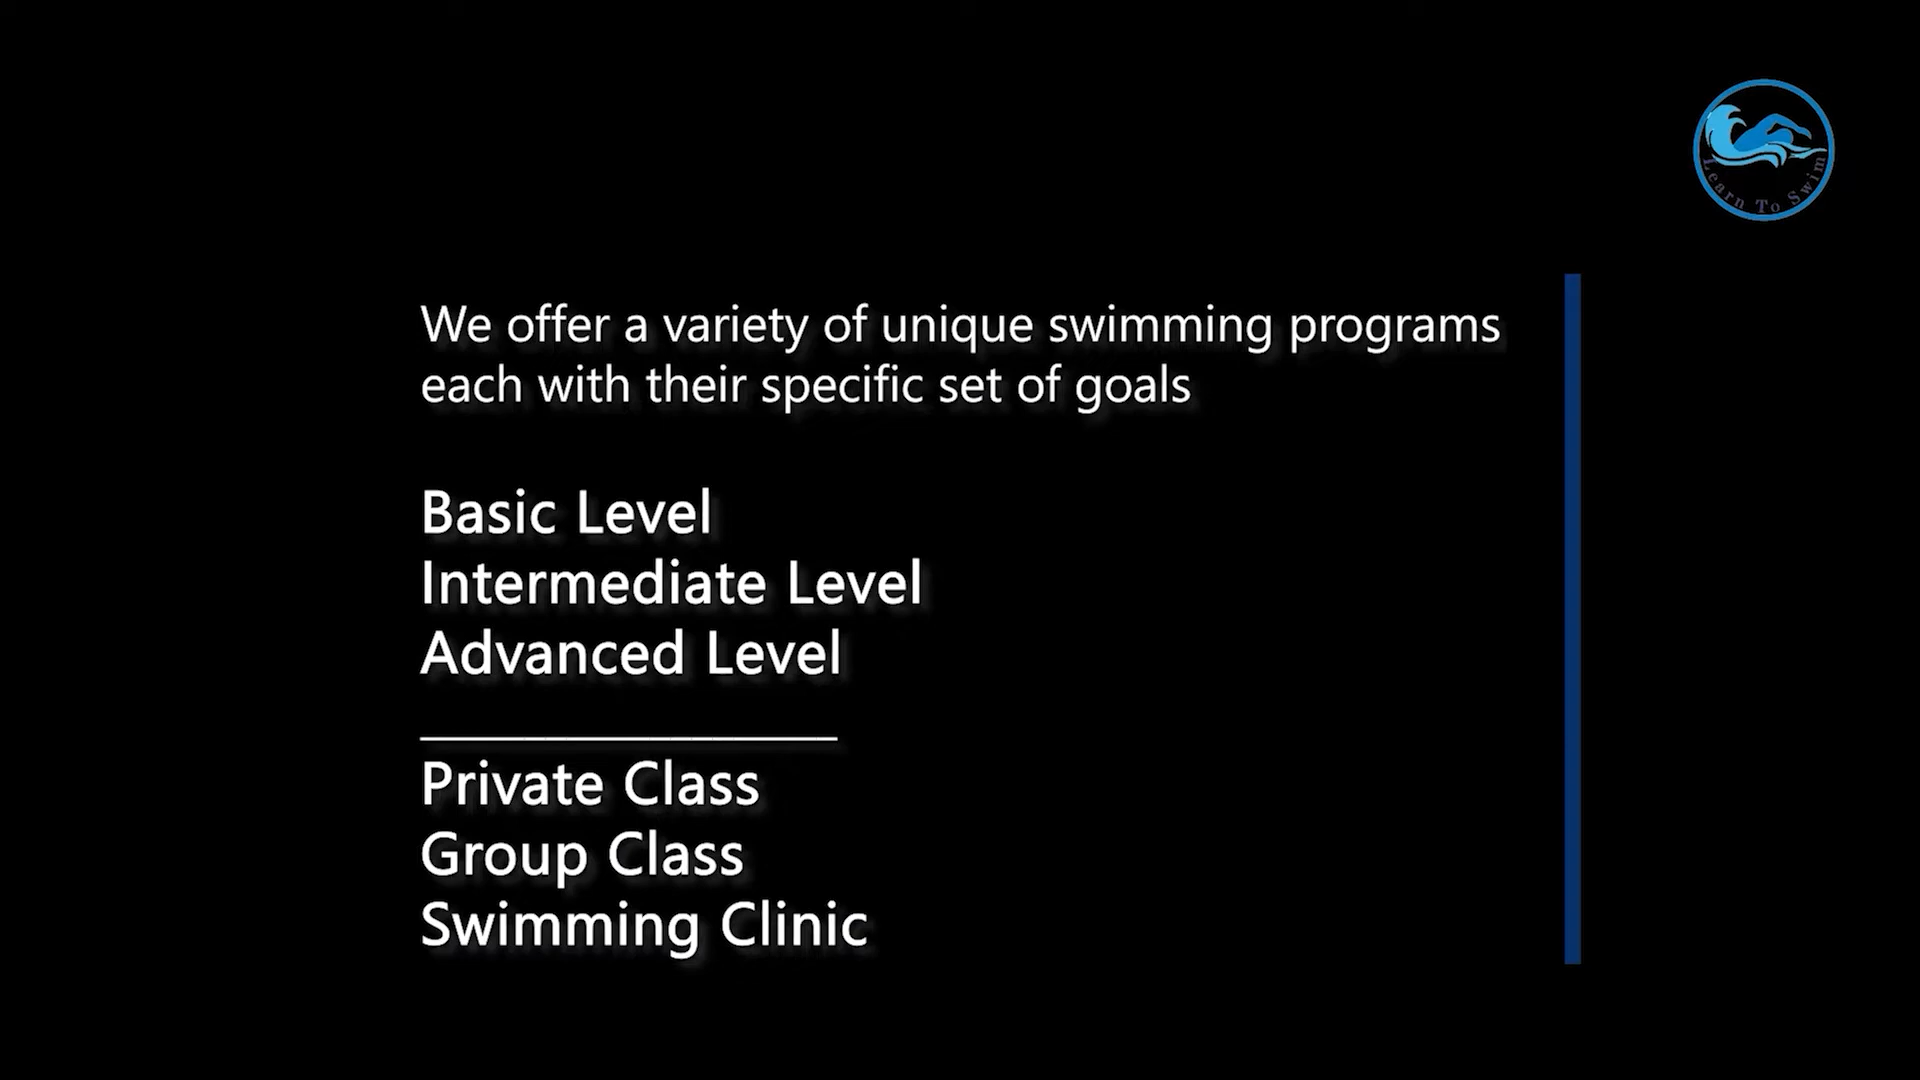 Learn To Swim
We offer a variety of unique swimming programs
each with their specific set of goals
Basic Level
Intermediate Level
Advanced Level
Private Class
Group Class
Swimming Clinic